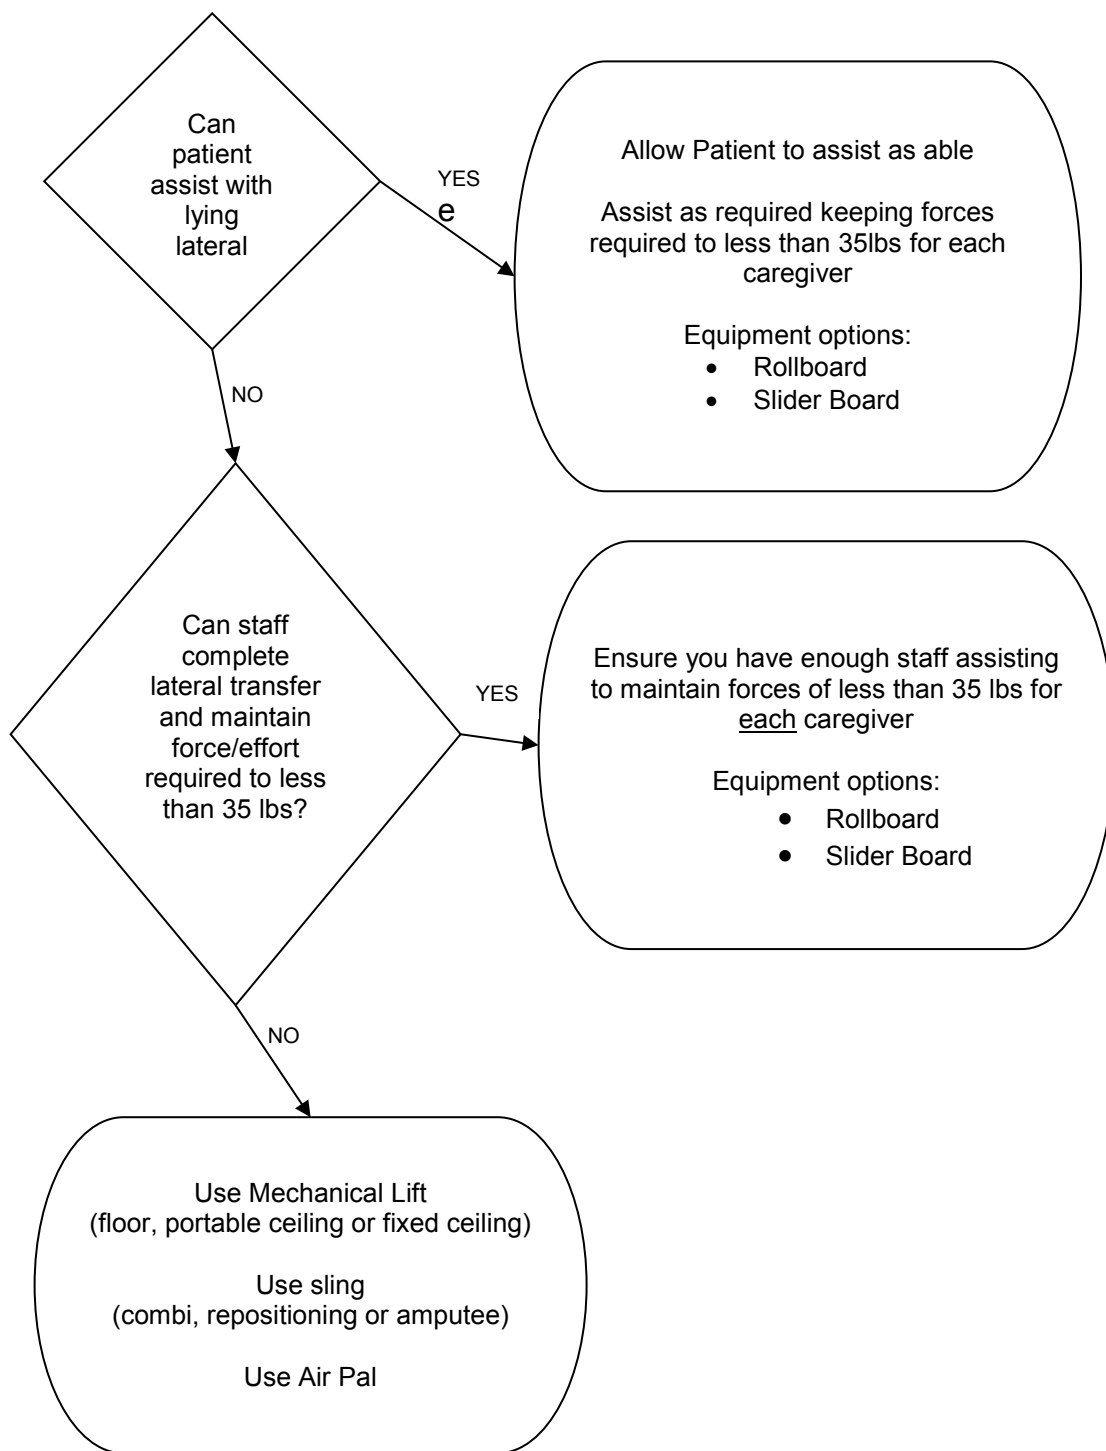 Can
patient
assist with
lying
lateral
YES
e
Allow Patient to assist as able
Assist as required keeping forces
required to less than 35lbs for each
caregiver
Equipment options:
• Rollboard
• Slider Board
NO
Can staff
complete
lateral transfer
and maintain
force/effort
required to less
than 35 lbs?
YES
Ensure you have enough staff assisting
to maintain forces of less than 35 lbs for
each caregiver
Equipment options:
• Rollboard
• Slider Board
NO
Use Mechanical Lift
(floor, portable ceiling or fixed ceiling)
Use sling
(combi, repositioning or amputee)
Use Air Pal